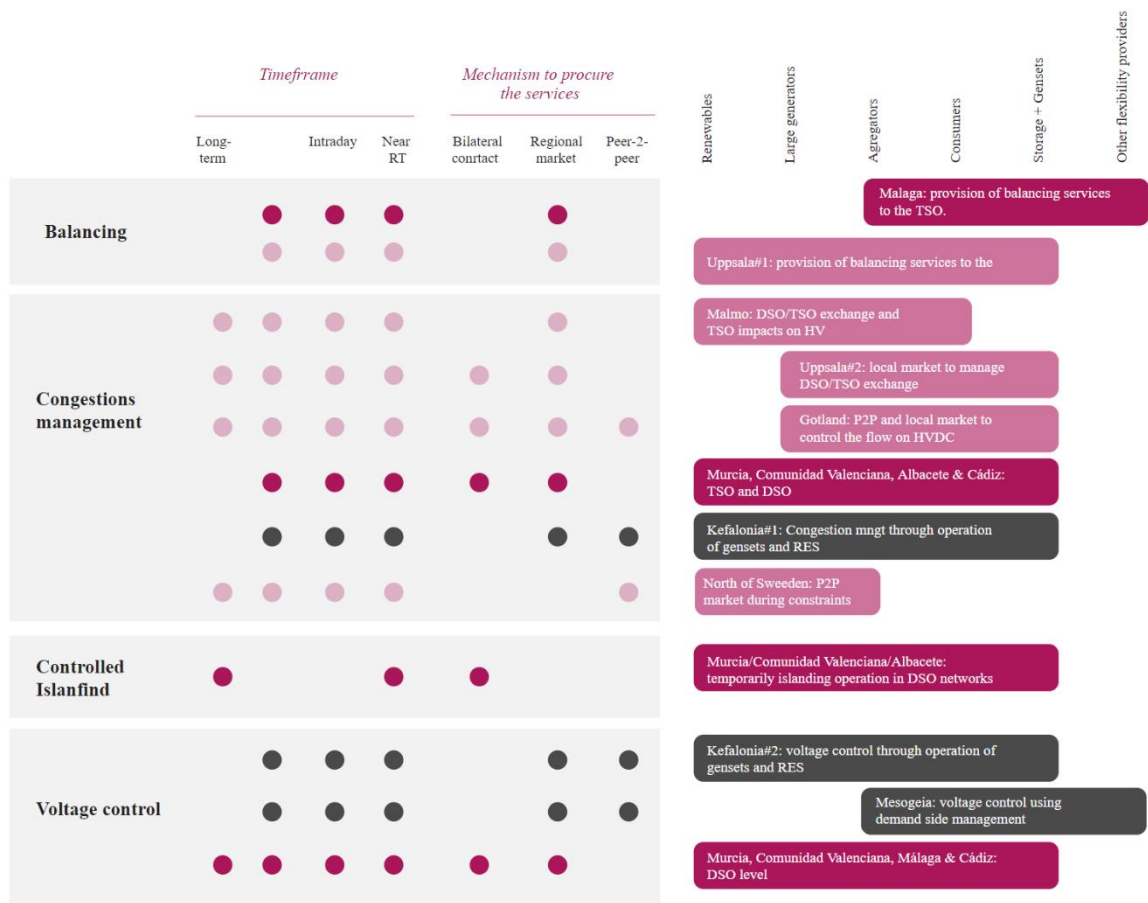 Timefrrame
Mechanism to procure
the services
Long-
term
Intraday
Near
RT
Bilateral
conrtact
Regional
market
Peer-2-
peer
Renewables
Large generators
Agregators
Consumers
Storage + Gensets
Other flexibility providers
Balancing
Malaga: provision of balancing services
to the TSO.
Uppsala#1: provision of balancing services to the
Congestions
management
Malmo: DSO/TSO exchange and
TSO impacts on HV
Uppsala#2: local market to manage
DSO/TSO exchange
Gotland: P2P and local market to
control the flow on HVDC
Murcia, Comunidad Valenciana, Albacete & Cádiz:
TSO and DSO
Kefalonia#1: Congestion mngt through operation
of gensets and RES
North of Sweeden: P2P
market during constraints
Controlled
Islanfind
Murcia/Comunidad Valenciana/Albacete:
temporarily islanding operation in DSO networks
Voltage control
Kefalonia#2: voltage control through operation of
gensets and RES
Mesogeia: voltage control using
demand side management
Murcia, Comunidad Valenciana, Málaga & Cádiz:
DSO level